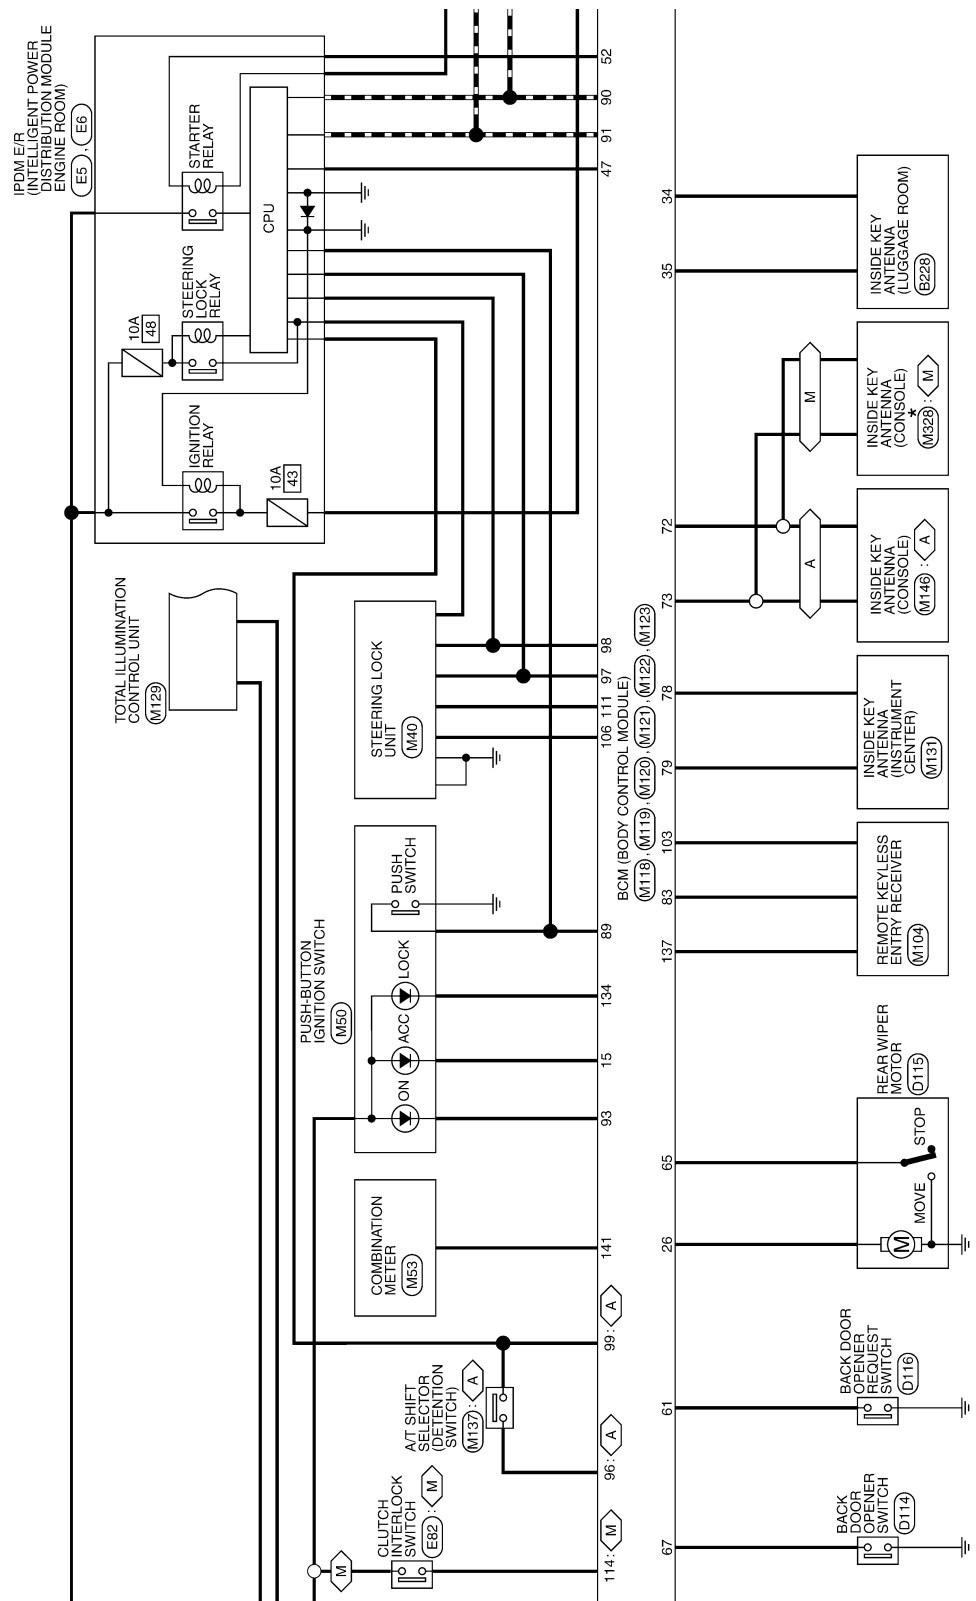 IPDM E/R
(INTELLIGENT POWER
DISTRIBUTION MODULE
ENGINE ROOM)
E5 , E6
STARTER
RELAY
CPU
STEERING
LOCK
RELAY
10A
48
IGNITION
RELAY
10A
43
TOTAL ILLUMINATION
CONTROL UNIT
M129
STEERING LOCK
UNIT
M40
PUSH-BUTTON
IGNITION SWITCH
M50
PUSH
SWITCH
LOCK
ACC
ON
COMBINATION
METER
M53
A/T SHIFT
SELECTOR
(DETENTION
SWITCH)
M137 : A
CLUTCH
INTERLOCK
SWITCH
E82 : M
M
52
90
91
47
98
97
111
106
89
134
15
93
141
99 : A
96 : A
114 : M
BCM (BODY CONTROL MODULE)
M118 , M119 , M120 , M121 , M122 , M123
34
35
72
73
78
79
103
83
137
65
26
61
67
M
A
INSIDE KEY
ANTENNA
(LUGGAGE ROOM)
B228
INSIDE KEY
ANTENNA
(CONSOLE)
*
M328 : M
INSIDE KEY
ANTENNA
(CONSOLE)
M146 : A
INSIDE KEY
ANTENNA
(INSTRUMENT
CENTER)
M131
REMOTE KEYLESS
ENTRY RECEIVER
M104
REAR WIPER
MOTOR
D115
STOP
MOVE
M
BACK DOOR
OPENER
REQUEST
SWITCH
D116
BACK
DOOR
OPENER
SWITCH
D114